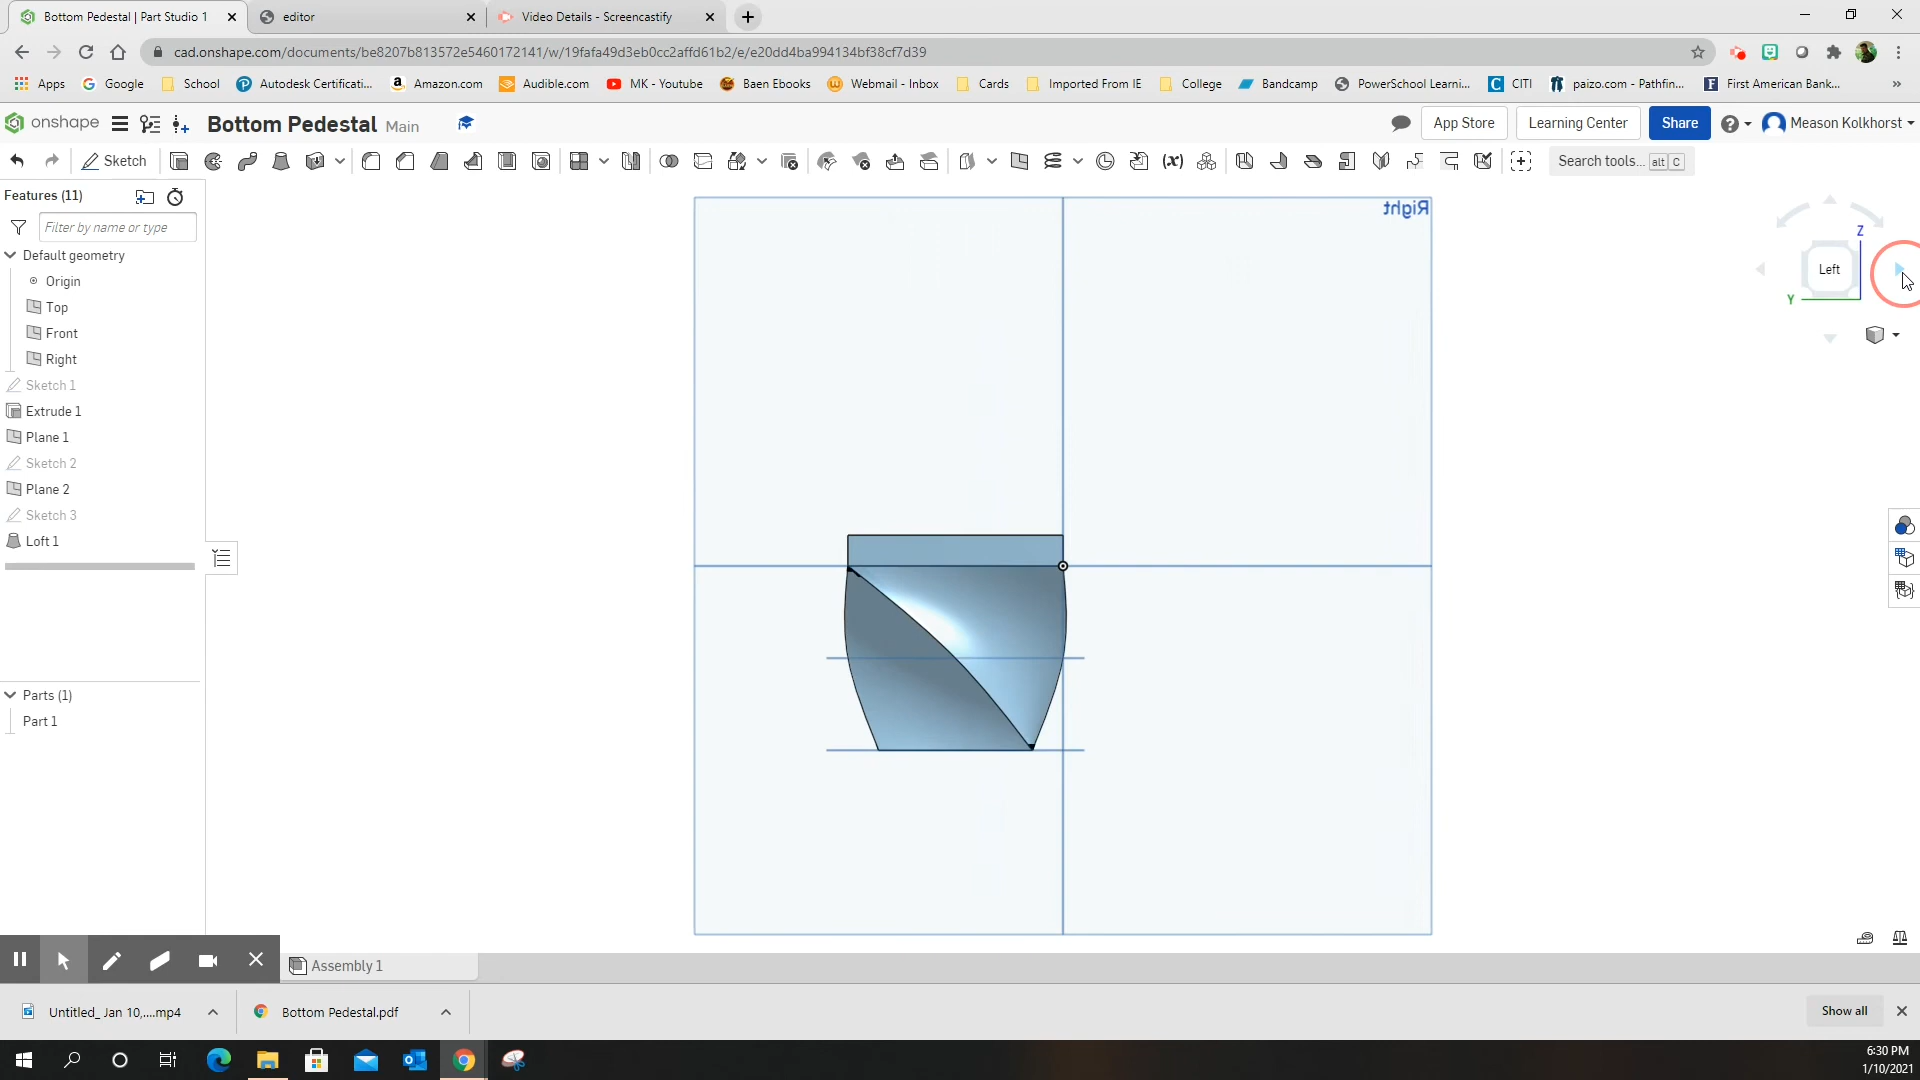 Bottom Pedestal | Part Studio 1
editor
Video Details - Screencastify
cad.onshape.com/documents/be8207b813572e5460172141/w/19fafa49d3eb0cc2affd61b2/e/e20dd4ba994134bf38cf7d39
Apps
Google
School
Autodesk Certificati...
Amazon.com
Audible.com
MK - Youtube
Baen Ebooks
Webmail - Inbox
Cards
Imported From IE
College
Bandcamp
PowerSchool Learni...
CITI
paizo.com - Pathfin...
First American Bank...
onshape
Bottom Pedestal Main
App Store
Learning Center
Share
Meason Kolkhorst
Sketch
Search tools... alt C
Features (11)
Filter by name or type
Default geometry
Origin
Top
Front
Right
Sketch 1
Extrude 1
Plane 1
Sketch 2
Plane 2
Sketch 3
Loft 1
Parts (1)
Part 1
Right
Z
Left
Y
Assembly 1
Untitled_ Jan 10,....mp4
Bottom Pedestal.pdf
Show all
6:30 PM
1/10/2021